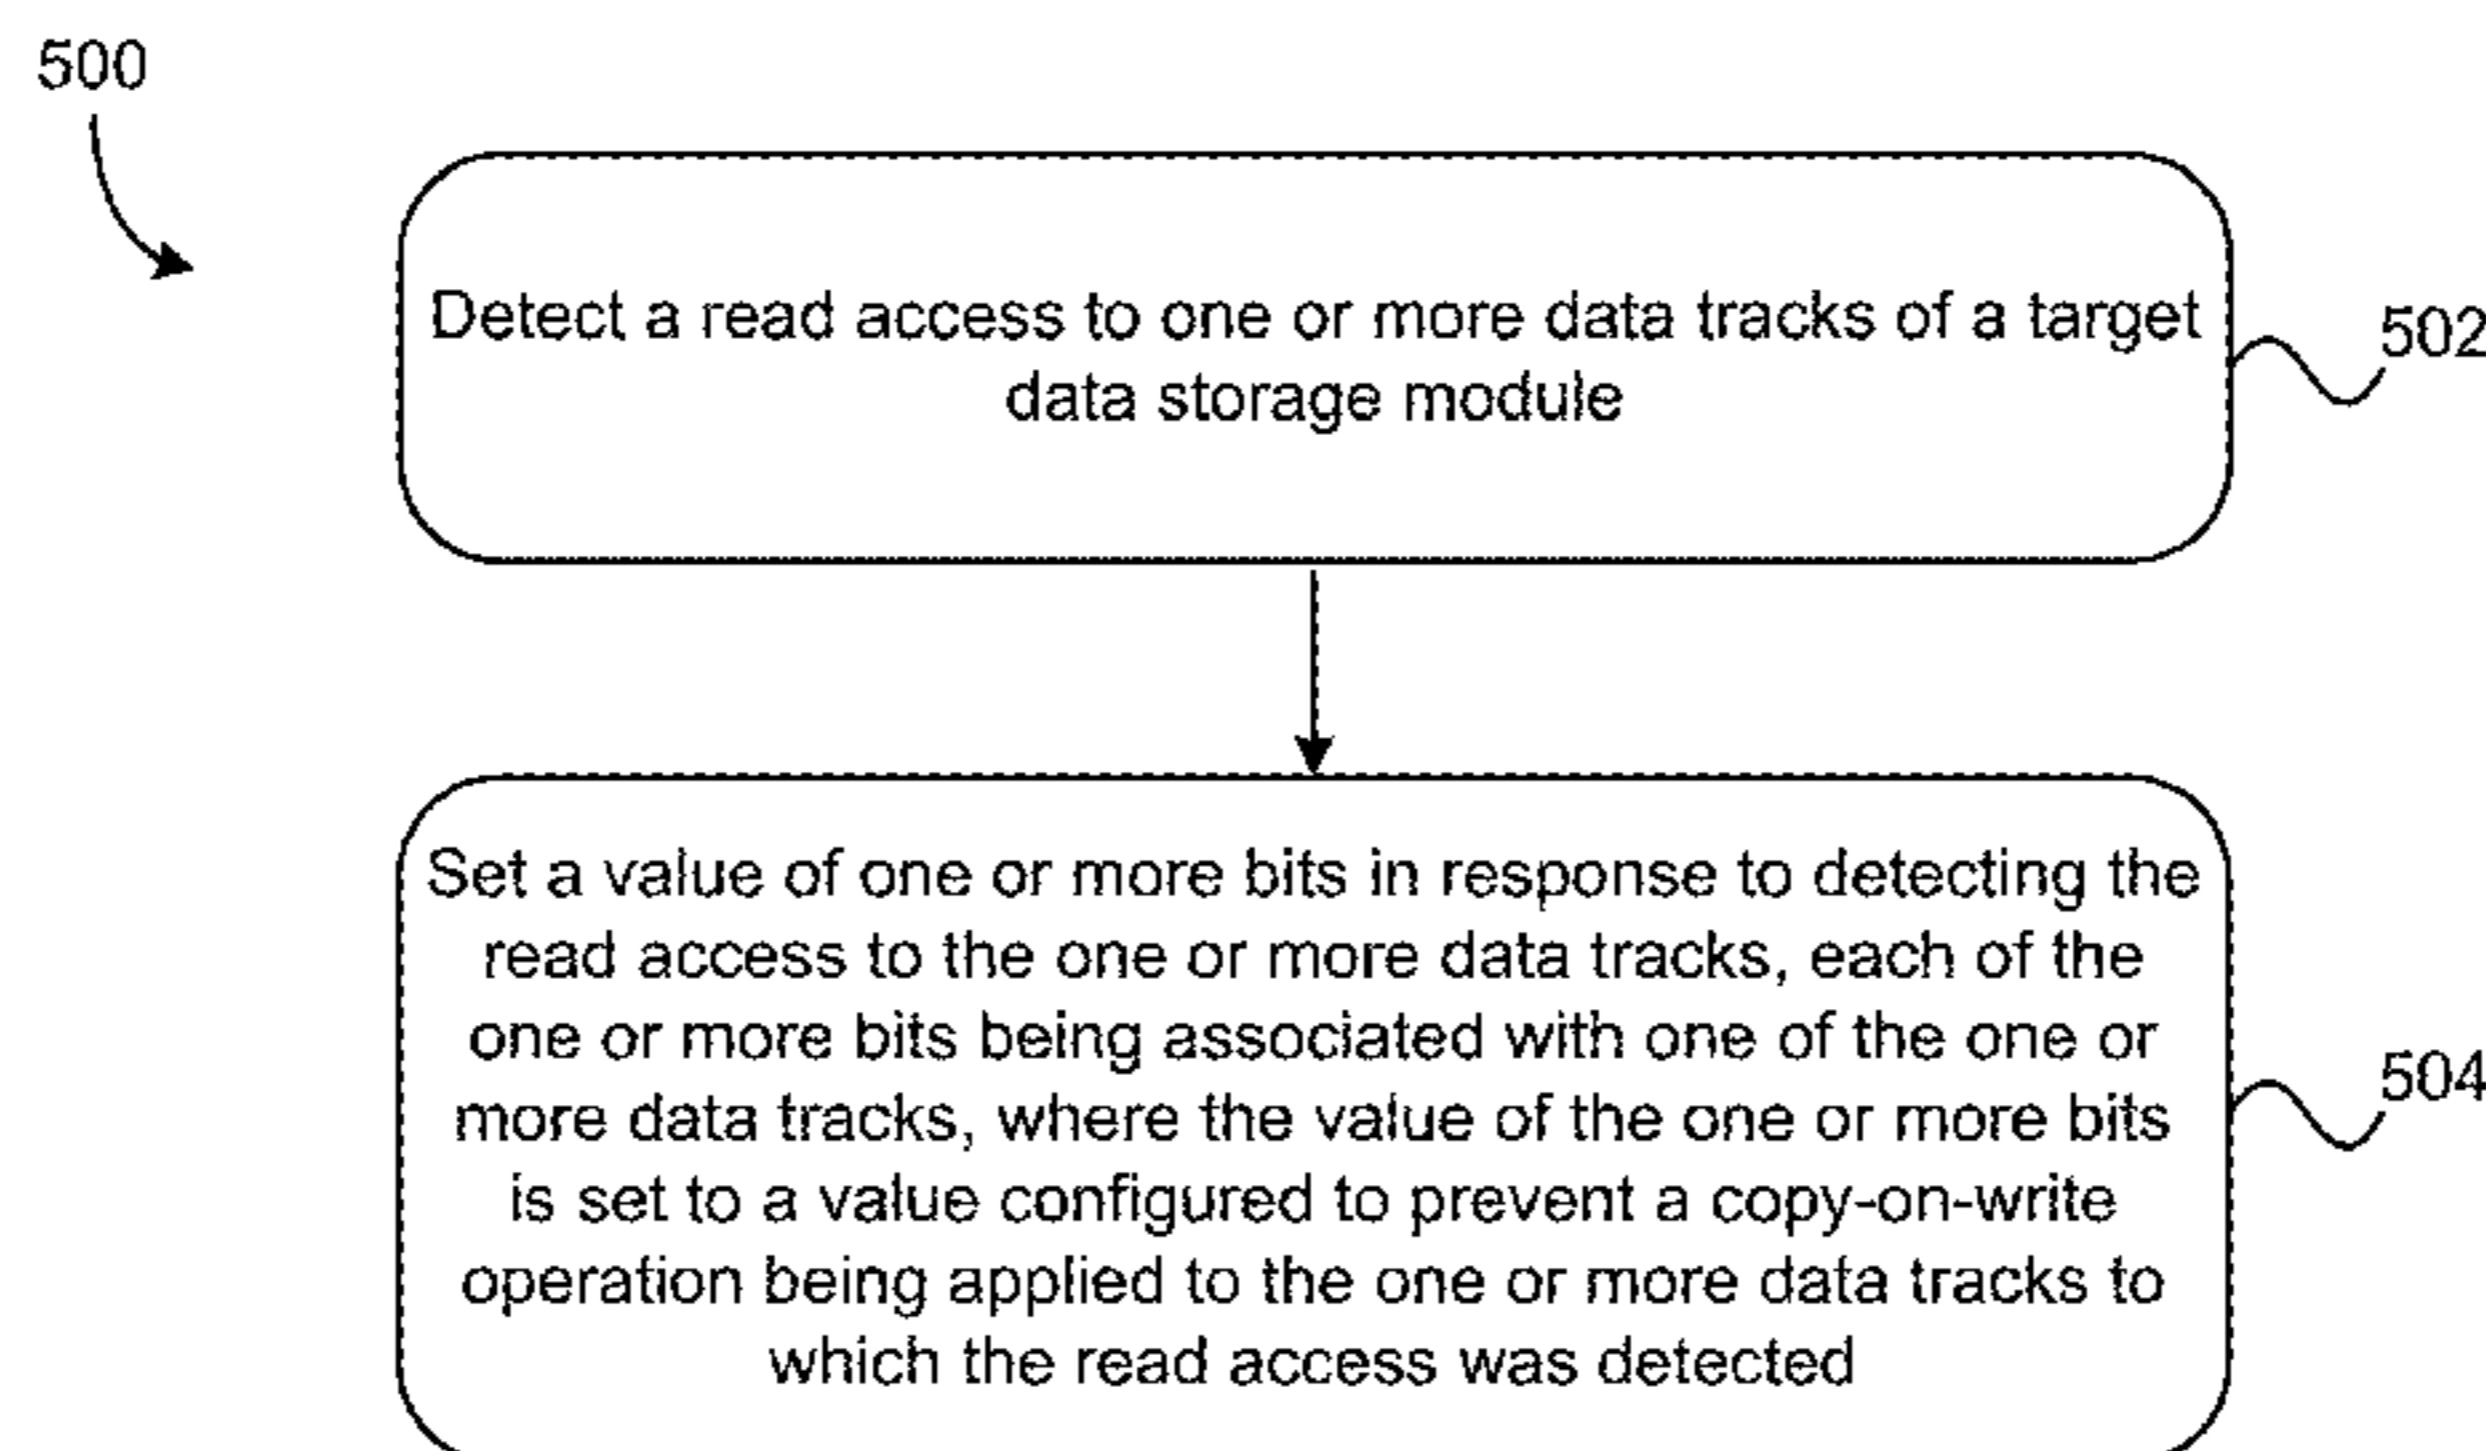 500
Detect a read access to one or more data tracks of a target
data storage module
502
Set a value of one or more bits in response to detecting the
read access to the one or more data tracks, each of the
one or more bits being associated with one of the one or
more data tracks, where the value of the one or more bits
is set to a value configured to prevent a copy-on-write
operation being applied to the one or more data tracks to
which the read access was detected
504